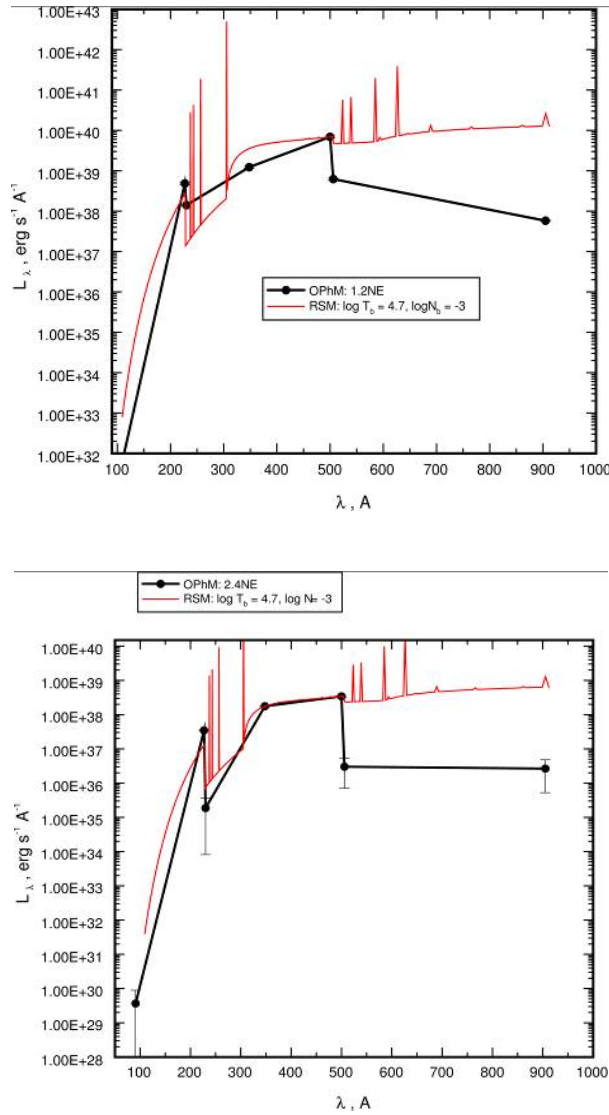 1.00E+43
1.00E+42
1.00E+41
1.00E+40
1.00E+39
1.00E+38
1.00E+37
1.00E+36
1.00E+35
1.00E+34
1.00E+33
1.00E+32
L λ , erg s⁻¹ A⁻¹
OPhM: 1.2NE
RSM: log T b = 4.7, logN b = -3
100 200 300 400 500 600 700 800 900 1000
λ , A
OPhM: 2.4NE
RSM: log T b = 4.7, log N= -3
1.00E+40
1.00E+39
1.00E+38
1.00E+37
1.00E+36
1.00E+35
1.00E+34
1.00E+33
1.00E+32
1.00E+31
1.00E+30
1.00E+29
1.00E+28
L λ , erg s⁻¹ A⁻¹
100 200 300 400 500 600 700 800 900 1000
λ , A